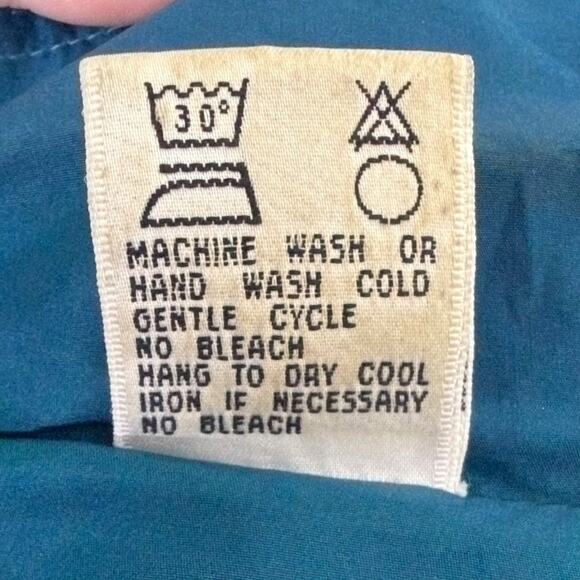 30°
MACHINE WASH OR
HAND WASH COLD
GENTLE CYCLE
NO BLEACH
HANG TO DRY COOL
IRON IF NECESSARY
NO BLEACH